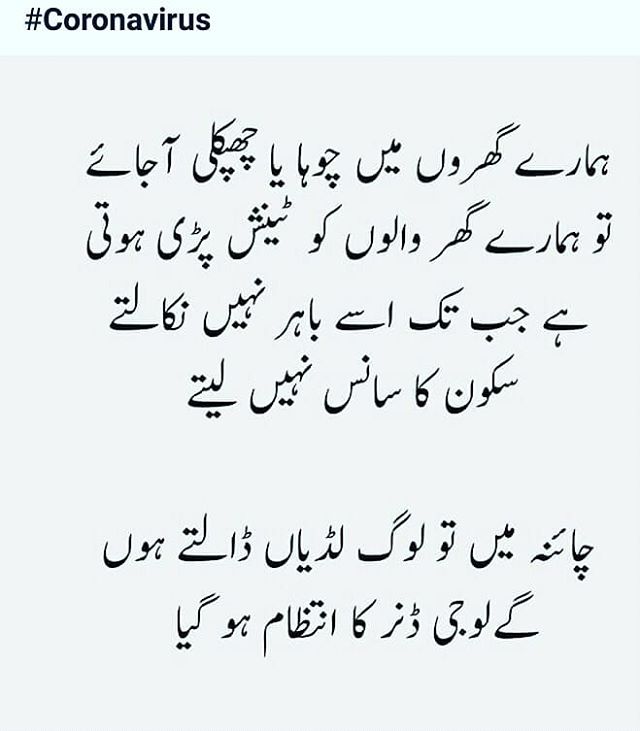 #Coronavirus
ہمارے گھروں میں چوہا یا چھپکلی آجائے
تو ہمارے گھر والوں کو ٹینش پڑی ہوتی
ہے جب تک اسے باہر نہیں نکالتے
سکون کا سانس نہیں لیتے
چائنہ میں تو لوگ لڈیاں ڈالتے ہوں
گے لو جی ڈنر کا انتظام ہو گیا